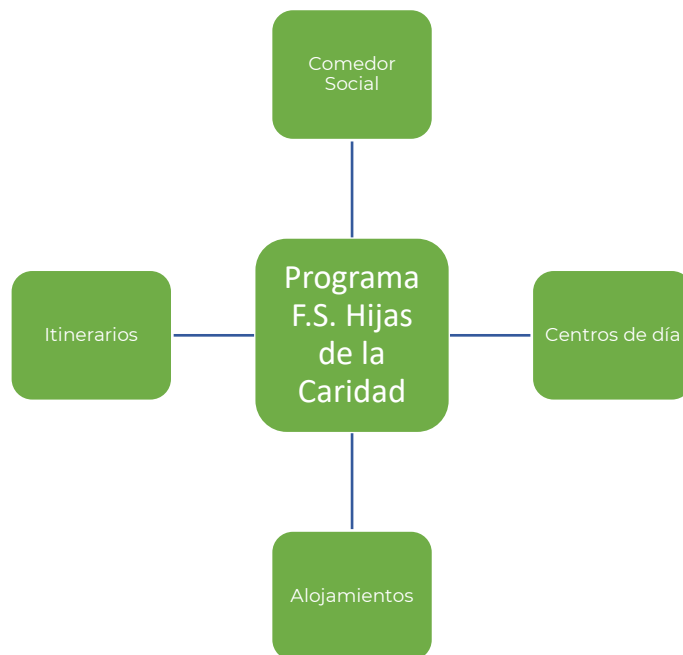 Comedor
Social
Programa
F.S. Hijas
de la
Caridad
Itinerarios
Centros de día
Alojamientos